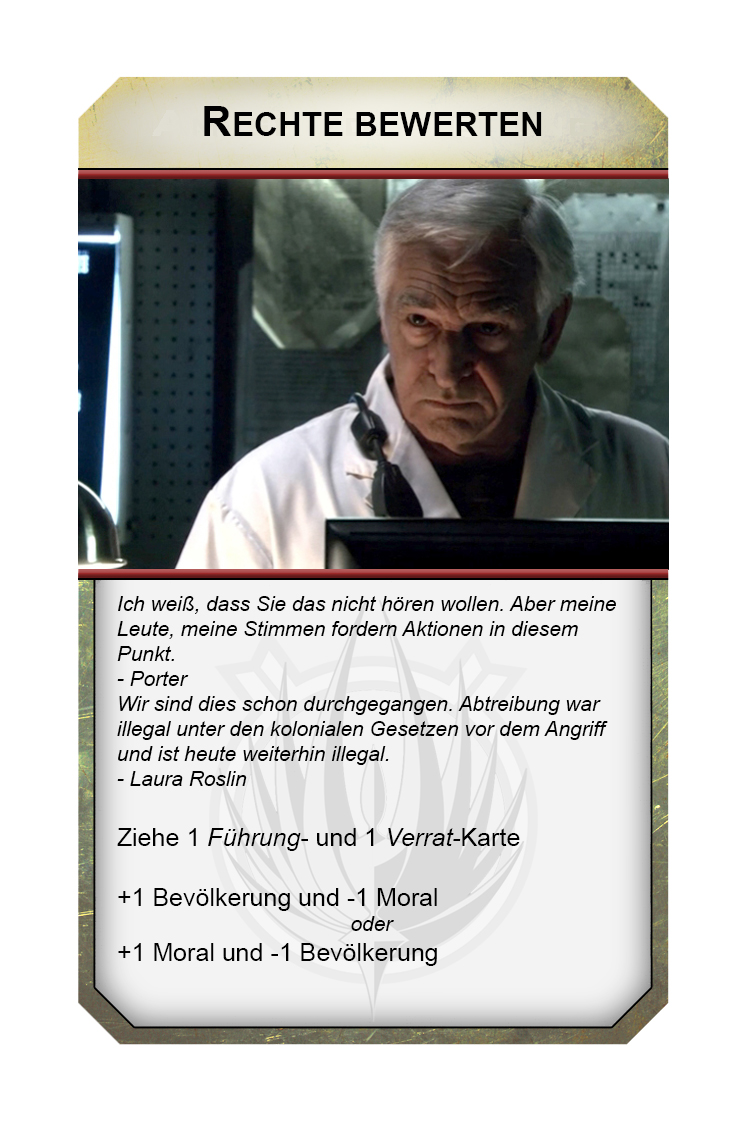 RECHTE BEWERTEN
Ich weiß, dass Sie das nicht hören wollen. Aber meine
Leute, meine Stimmen fordern Aktionen in diesem
Punkt.
- Porter
Wir sind dies schon durchgegangen. Abtreibung war
illegal unter den kolonialen Gesetzen vor dem Angriff
und ist heute weiterhin illegal.
- Laura Roslin
Ziehe 1 Führung- und 1 Verrat-Karte
+1 Bevölkerung und -1 Moral
oder
+1 Moral und -1 Bevölkerung